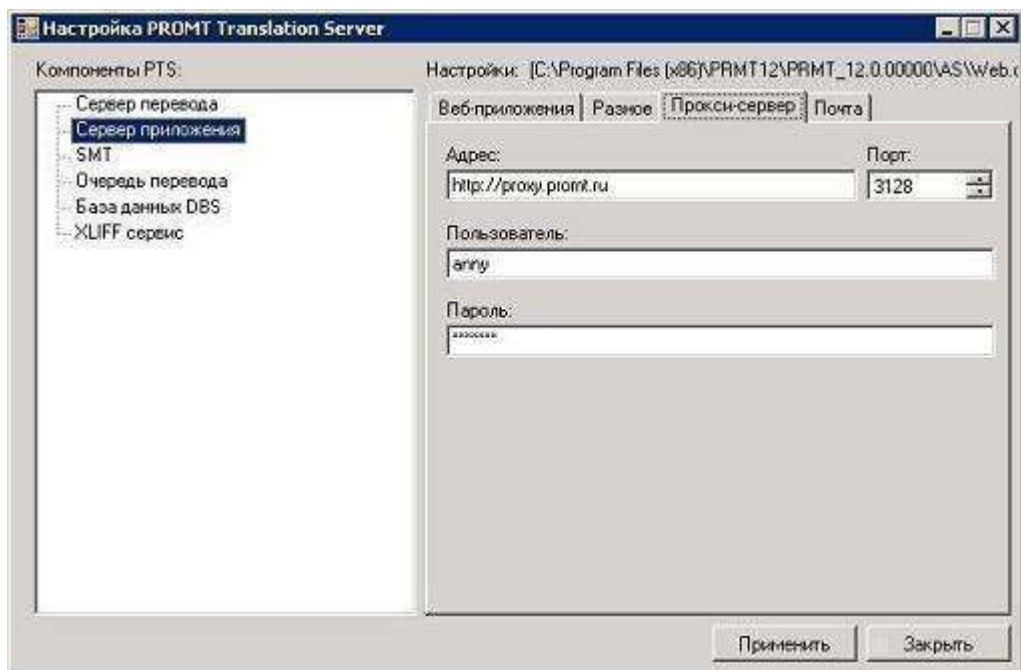 Настройка PROMT Translation Server
Компоненты PTS:
Сервер перевода
Сервер приложения
SMT
Очередь перевода
База данных DBS
XLIFF сервис
Настройки: [C:\Program Files (x86)\PRMT12\PRMT_12.0.00000\AS\Web.c
Веб-приложения Разное Прокси-сервер Почта
Адрес: Порт:
http://proxy.promt.ru 3128
Пользователь:
anny
Пароль:
********
Применить Закрыть